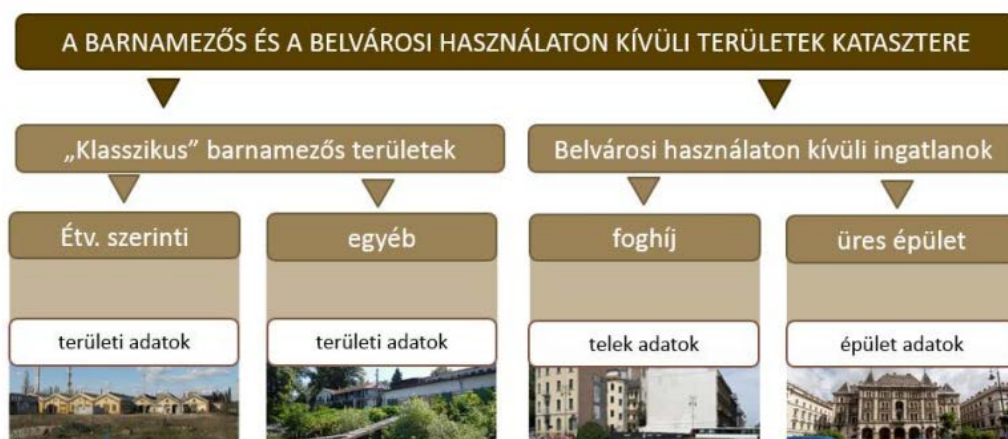 A BARNAMEZŐS ÉS A BELVÁROSI HASZNÁLATON KÍVÜLI TERÜLETEK KATASZTERE
„Klasszikus” barnamezős területek
Belvárosi használaton kívüli ingatlanok
Étv. szerinti
egyéb
foghíj
üres épület
területi adatok
területi adatok
telek adatok
épület adatok